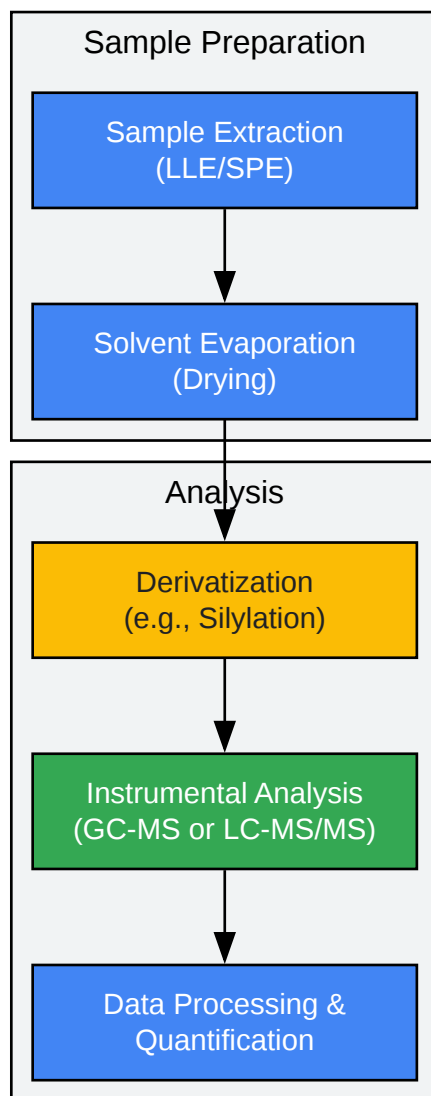 Sample Preparation
Sample Extraction
(LLE/SPE)
Solvent Evaporation
(Drying)
Analysis
Derivatization
(e.g., Silylation)
Instrumental Analysis
(GC-MS or LC-MS/MS)
Data Processing &
Quantification